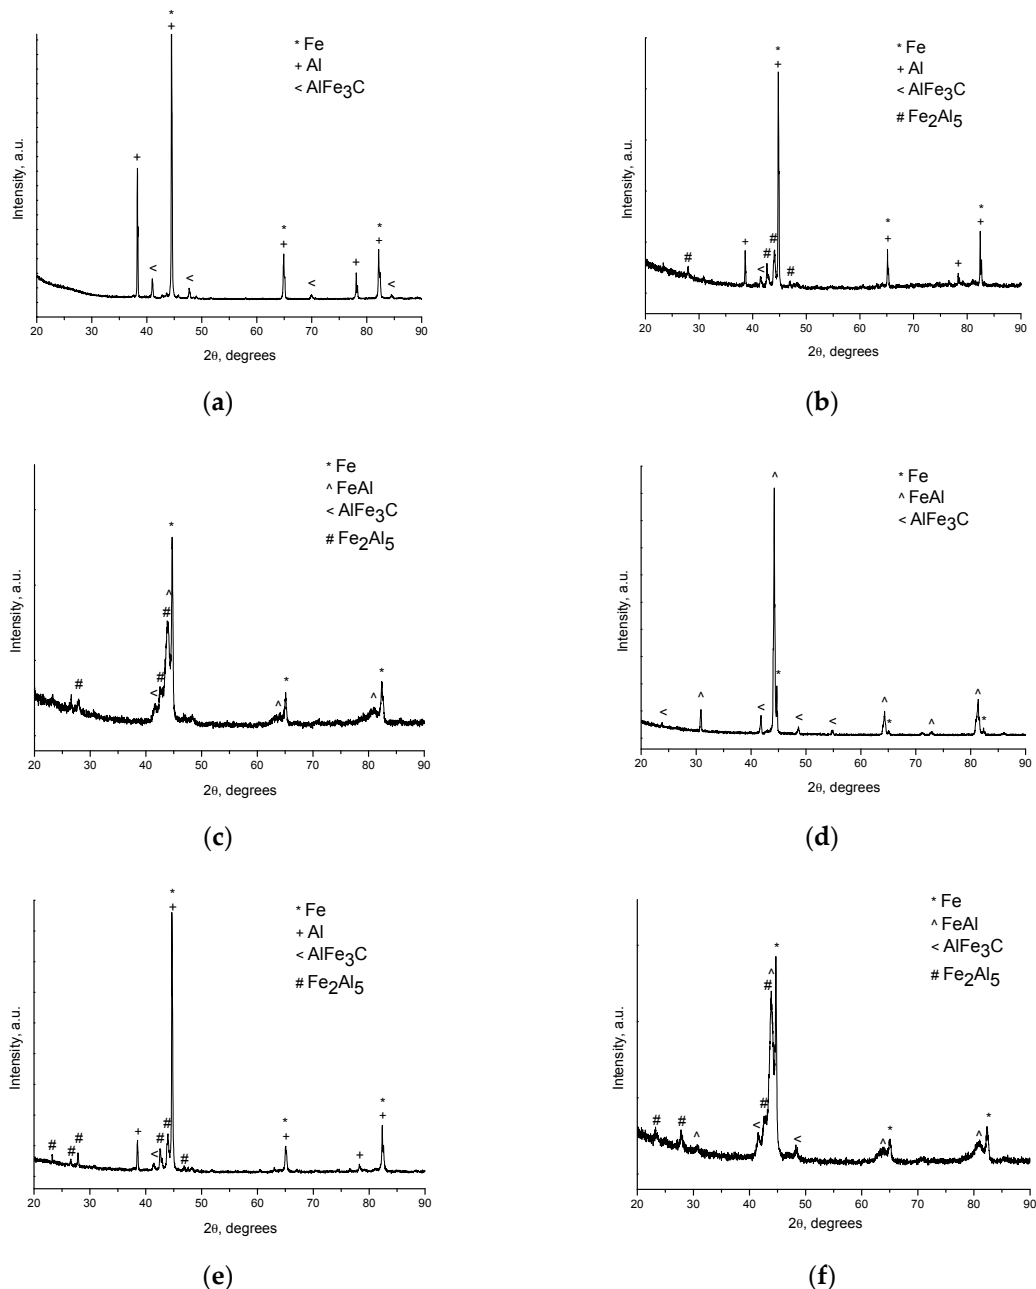 *
+
* Fe
+ Al
< AlFe3C
+
<
<
*
+
<
+
*
+
<
Intensity, a.u.
20 30 40 50 60 70 80 90
2θ, degrees
(a)
*
+
* Fe
+ Al
< AlFe3C
# Fe2Al5
#
+
<
#
#
#
*
+
+
*
+
Intensity, a.u.
20 30 40 50 60 70 80 90
2θ, degrees
(b)
* Fe
^ FeAl
< AlFe3C
# Fe2Al5
*
^
#
#
<
#
*
^
^
*
Intensity, a.u.
20 30 40 50 60 70 80 90
2θ, degrees
(c)
^
* Fe
^ FeAl
< AlFe3C
*
<
^
<
<
<
^
*
^
^
*
Intensity, a.u.
20 30 40 50 60 70 80 90
2θ, degrees
(d)
*
+
* Fe
+ Al
< AlFe3C
# Fe2Al5
#
#
#
+
<
#
#
#
*
+
+
*
+
Intensity, a.u.
20 30 40 50 60 70 80 90
2θ, degrees
(e)
* Fe
^ FeAl
< AlFe3C
# Fe2Al5
*
^
#
#
#
#
^
<
<
^
*
^
*
Intensity, a.u.
20 30 40 50 60 70 80 90
2θ, degrees
(f)